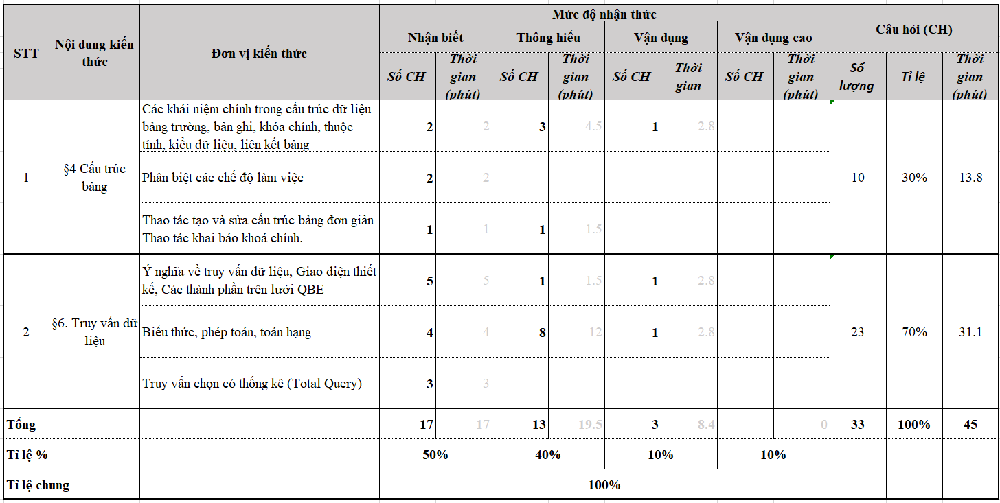 STT
Nội dung kiến
thức
Đơn vị kiến thức
Mức độ nhận thức
Câu hỏi (CH)
Nhận biết
Thông hiểu
Vận dụng
Vận dụng cao
Số CH
Thời
gian
(phút)
Số CH
Thời
gian
(phút)
Số CH
Thời
gian
Số CH
Thời
gian
(phút)
Số
lượng
Tỉ lệ
Thời
gian
(phút)
1
§4 Cấu trúc
bảng
Các khái niệm chính trong cấu trúc dữ liệu
bảng trường, bản ghi, khóa chính, thuộc
tính, kiểu dữ liệu, liên kết bảng
2 2 3 4.5 1 2.8
Phân biệt các chế độ làm việc
2 2
Thao tác tạo và sửa cấu trúc bảng đơn giản
Thao tác khai báo khoá chính.
1 1 1 1.5
10 30% 13.8
2
§6. Truy vấn dữ
liệu
Ý nghĩa về truy vấn dữ liệu, Giao diện thiết
kế, Các thành phần trên lưới QBE
5 5 1 1.5 1 2.8
Biểu thức, phép toán, toán hạng
4 4 8 12 1 2.8
Truy vấn chọn có thống kê (Total Query)
3 3
23 70% 31.1
Tổng 17 17 13 19.5 3 8.4 0 33 100% 45
Tỉ lệ % 50% 40% 10% 10%
Tỉ lệ chung 100%